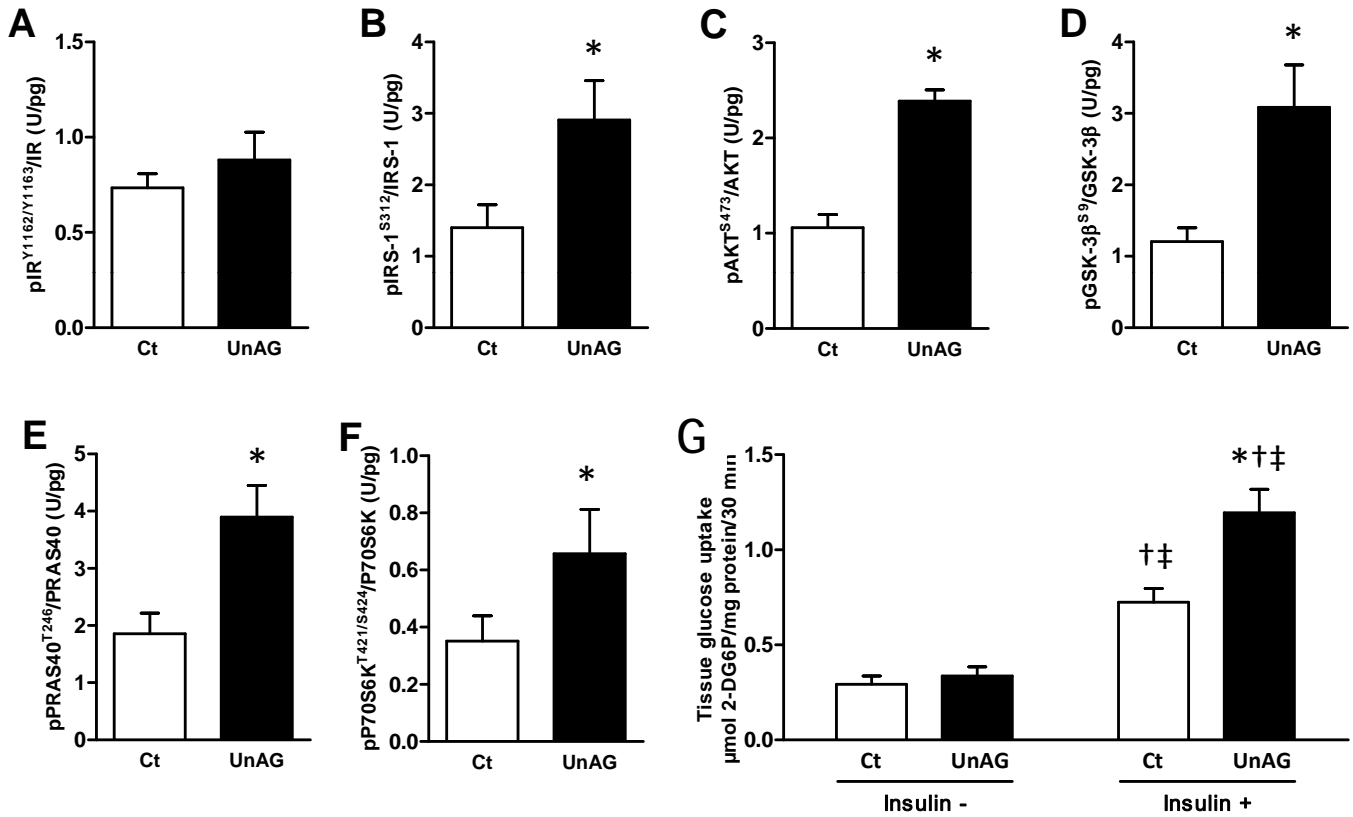 A
pIR^Y1162/Y1163/IR (U/pg)
1.5
1.0
0.5
0.0
Ct UnAG
B
pIRS-1^S312/IRS-1 (U/pg)
4
3
2
1
0
*
Ct UnAG
C
pAKT^S473/AKT (U/pg)
3
2
1
0
*
Ct UnAG
D
pGSK-3β^S9/GSK-3β (U/pg)
4
3
2
1
0
*
Ct UnAG
E
pPRAS40^T246/PRAS40 (U/pg)
5
4
3
2
1
0
*
Ct UnAG
F
pP70S6K^T421/S424/P70S6K (U/pg)
1.0
0.8
0.6
0.4
0.2
0.0
*
Ct UnAG
G
Tissue glucose uptake
µmol 2-DG6P/mg protein/30 min
1.5
1.0
0.5
0.0
†‡
*†‡
Ct UnAG Ct UnAG
Insulin - Insulin +